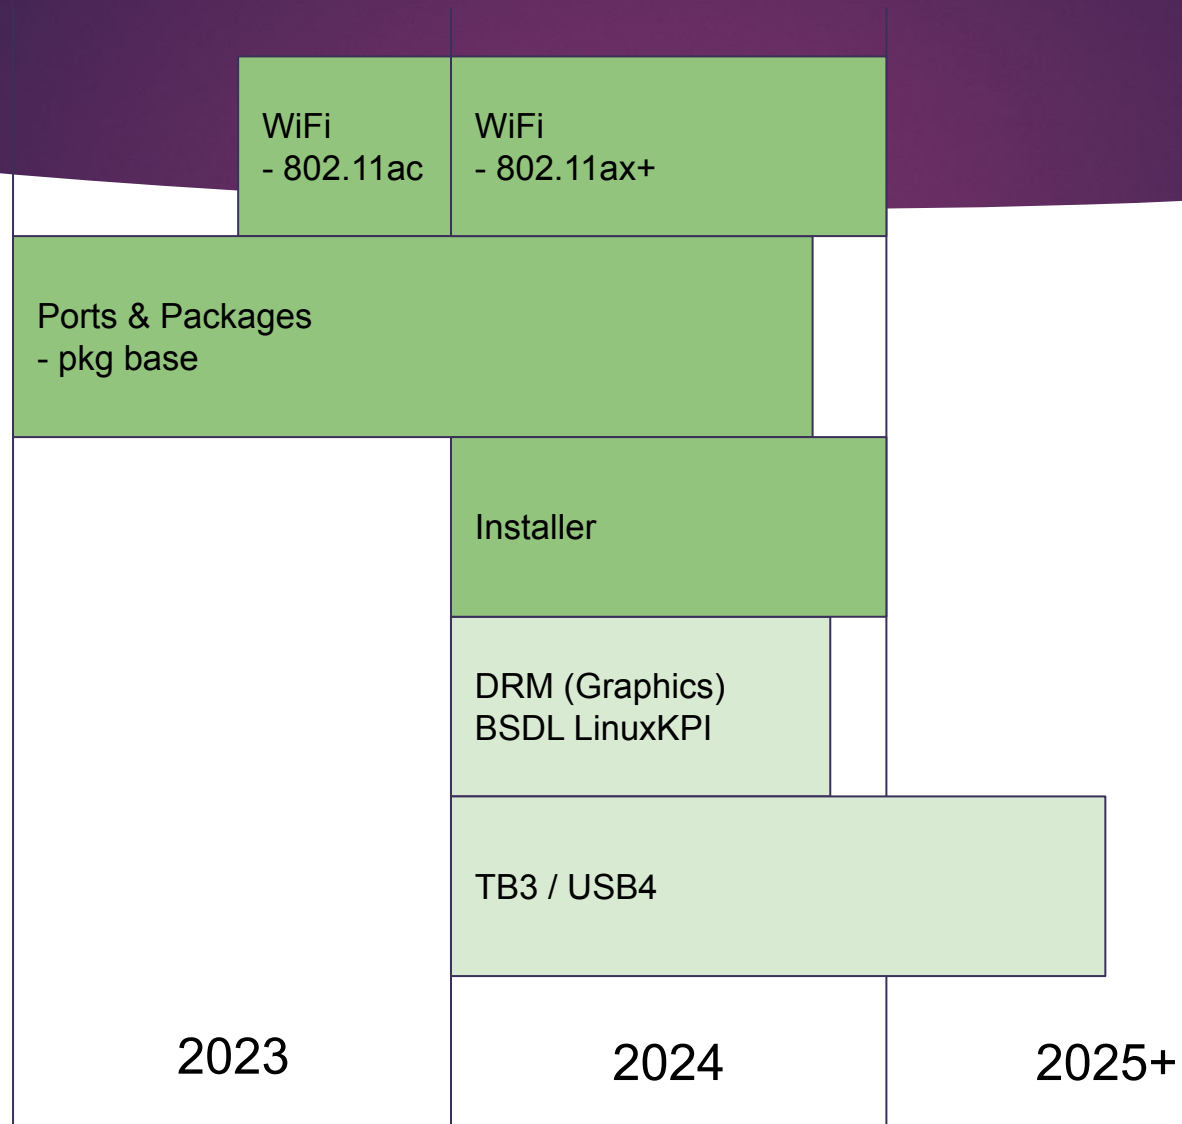 WiFi
- 802.11ac
WiFi
- 802.11ax+
Ports & Packages
- pkg base
Installer
DRM (Graphics)
BSDL LinuxKPI
TB3 / USB4
2023
2024
2025+